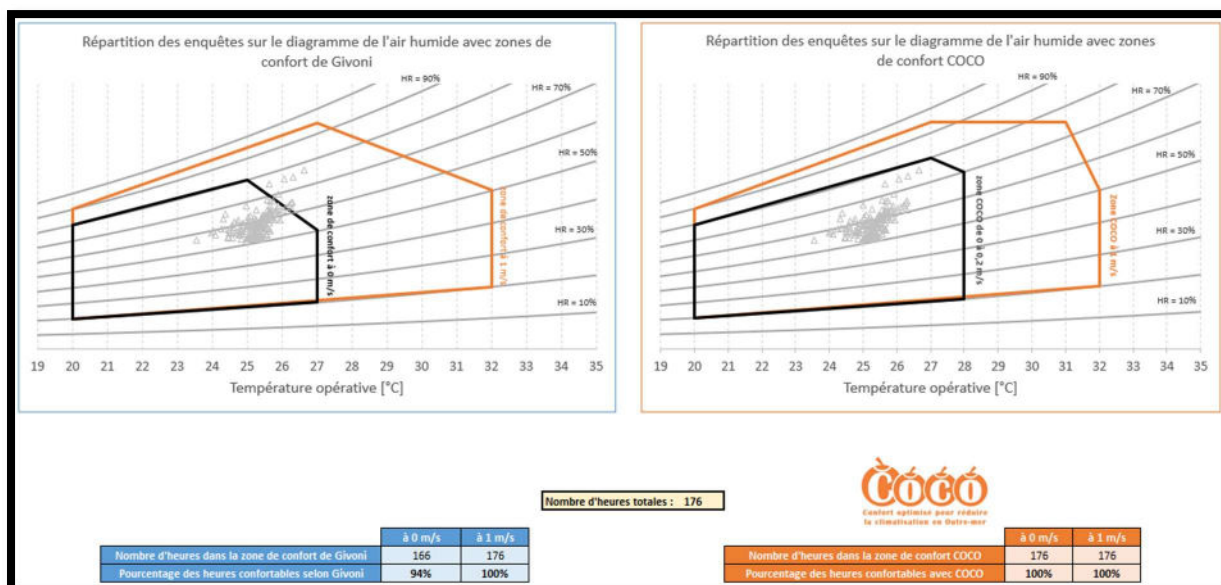 Répartition des enquêtes sur le diagramme de l'air humide avec zones de
confort de Givoni
HR = 90%
HR = 70%
HR = 50%
HR = 30%
HR = 10%
zone de confort à 0 m/s
zone de confort à 1 m/s
19 20 21 22 23 24 25 26 27 28 29 30 31 32 33 34 35
Température opérative [°C]
Répartition des enquêtes sur le diagramme de l'air humide avec zones
de confort COCO
HR = 90%
HR = 70%
HR = 50%
HR = 30%
HR = 10%
zone COCO de 0 à 0,2 m/s
zone COCO à 1 m/s
19 20 21 22 23 24 25 26 27 28 29 30 31 32 33 34 35
Température opérative [°C]
Nombre d'heures totales : 176
CÓCÓ
Confort optimisé pour réduire
la climatisation en Outre-mer
à 0 m/s à 1 m/s
Nombre d'heures dans la zone de confort de Givoni 166 176
Pourcentage des heures confortables selon Givoni 94% 100%
à 0 m/s à 1 m/s
Nombre d'heures dans la zone de confort COCO 176 176
Pourcentage des heures confortables avec COCO 100% 100%